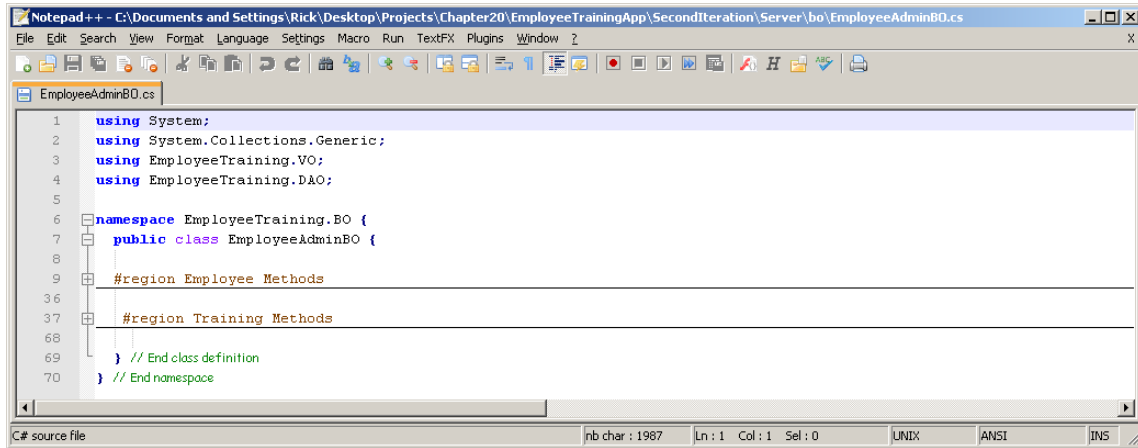 Notepad++ - C:\Documents and Settings\Rick\Desktop\Projects\Chapter20\EmployeeTrainingApp\SecondIteration\Server\bo\EmployeeAdminBO.cs
File Edit Search View Format Language Settings Macro Run TextFX Plugins Window ? X
EmployeeAdminBO.cs
1 using System;
2 using System.Collections.Generic;
3 using EmployeeTraining.VO;
4 using EmployeeTraining.DAO;
5
6 namespace EmployeeTraining.BO {
7 public class EmployeeAdminBO {
8
9 #region Employee Methods
36
37 #region Training Methods
68
69 } // End class definition
70 } // End namespace
C# source file nb char : 1987 Ln : 1 Col : 1 Sel : 0 UNIX ANSI INS